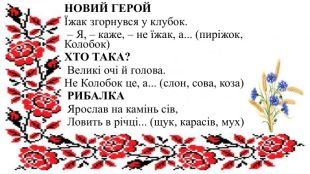 НОВИЙ ГЕРОЙ
Їжак згорнувся у клубок.
– Я, – каже, – не їжак, а... (пиріжок,
Колобок)
ХТО ТАКА?
Великі очі й голова.
Не Колобок це, а... (слон, сова, коза)
РИБАЛКА
Ярослав на камінь сів,
Ловить в річці... (щук, карасів, мух)